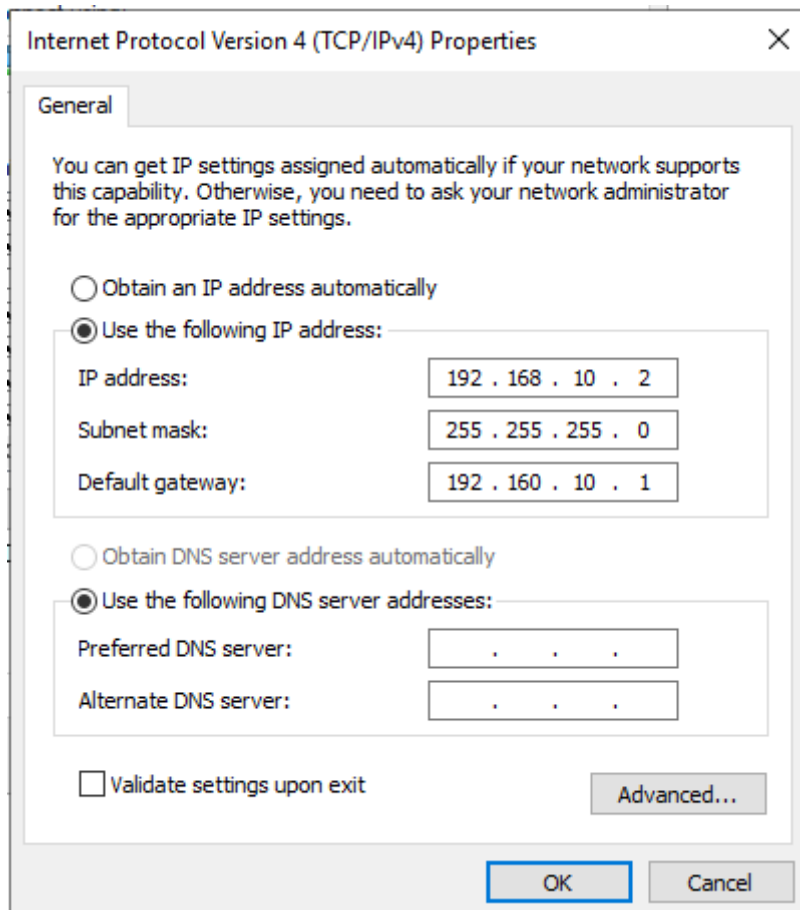 Internet Protocol Version 4 (TCP/IPv4) Properties
General
You can get IP settings assigned automatically if your network supports
this capability. Otherwise, you need to ask your network administrator
for the appropriate IP settings.
Obtain an IP address automatically
Use the following IP address:
IP address: 192 . 168 . 10 . 2
Subnet mask: 255 . 255 . 255 . 0
Default gateway: 192 . 160 . 10 . 1
Obtain DNS server address automatically
Use the following DNS server addresses:
Preferred DNS server: . . .
Alternate DNS server: . . .
Validate settings upon exit
Advanced...
OK Cancel